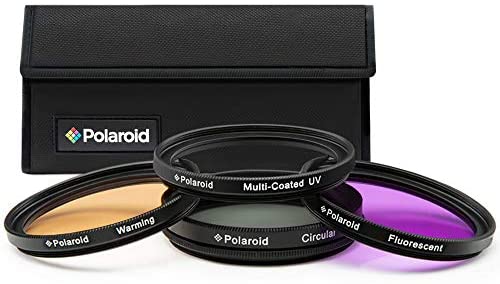 Polaroid
Polaroid Multi-Coated UV
Polaroid Warming
Polaroid Circular
Polaroid Fluorescent